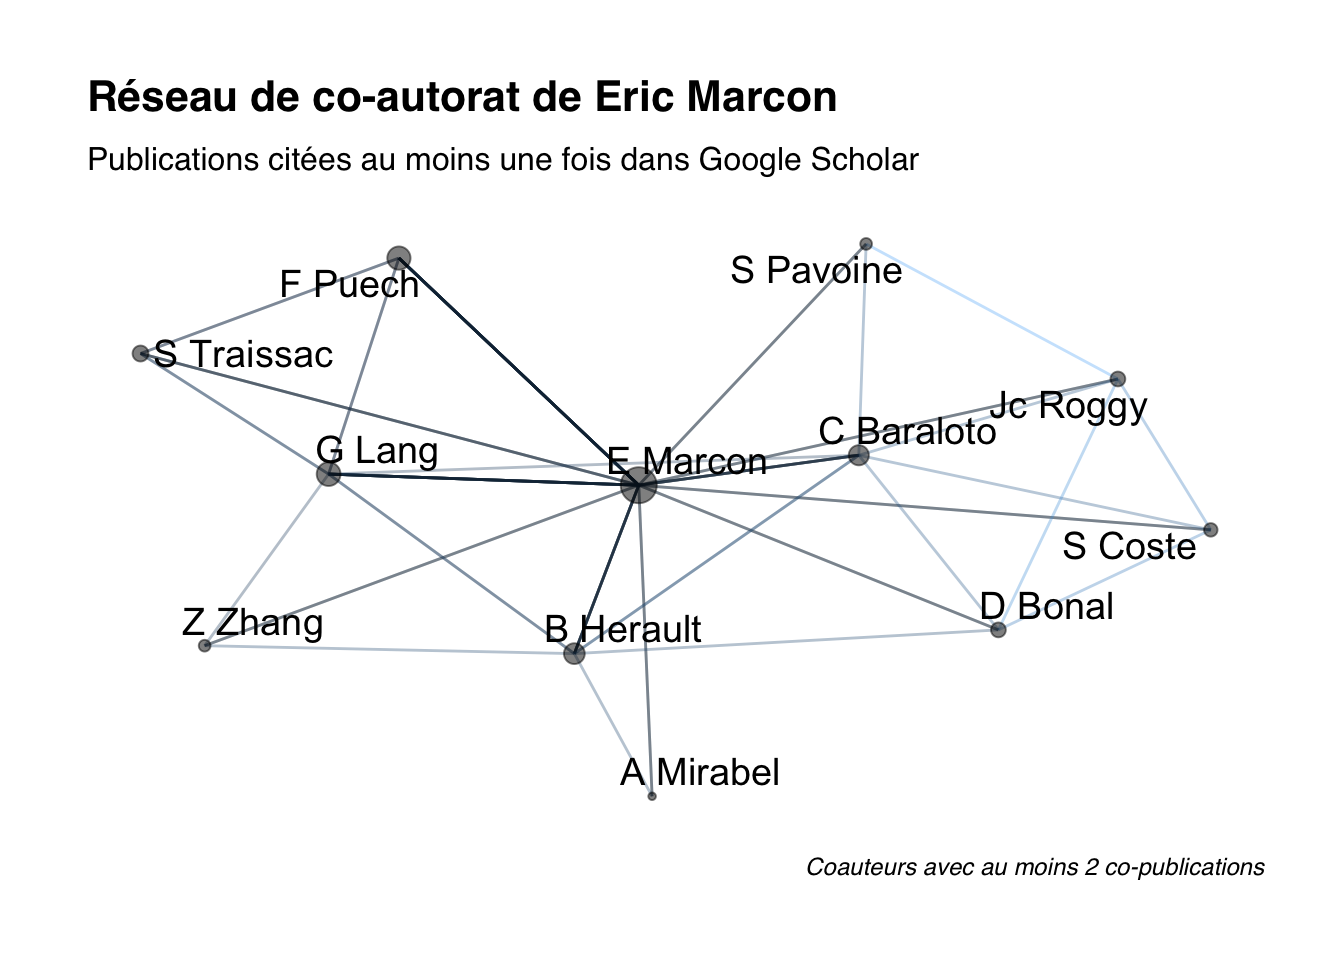 Réseau de co-autorat de Eric Marcon
Publications citées au moins une fois dans Google Scholar
S Pavoine
F Puech
S Traissac
Jc Roggy
C Baraloto
G Lang
E Marcon
S Coste
D Bonal
Z Zhang
B Herault
A Mirabel
Coauteurs avec au moins 2 co-publications